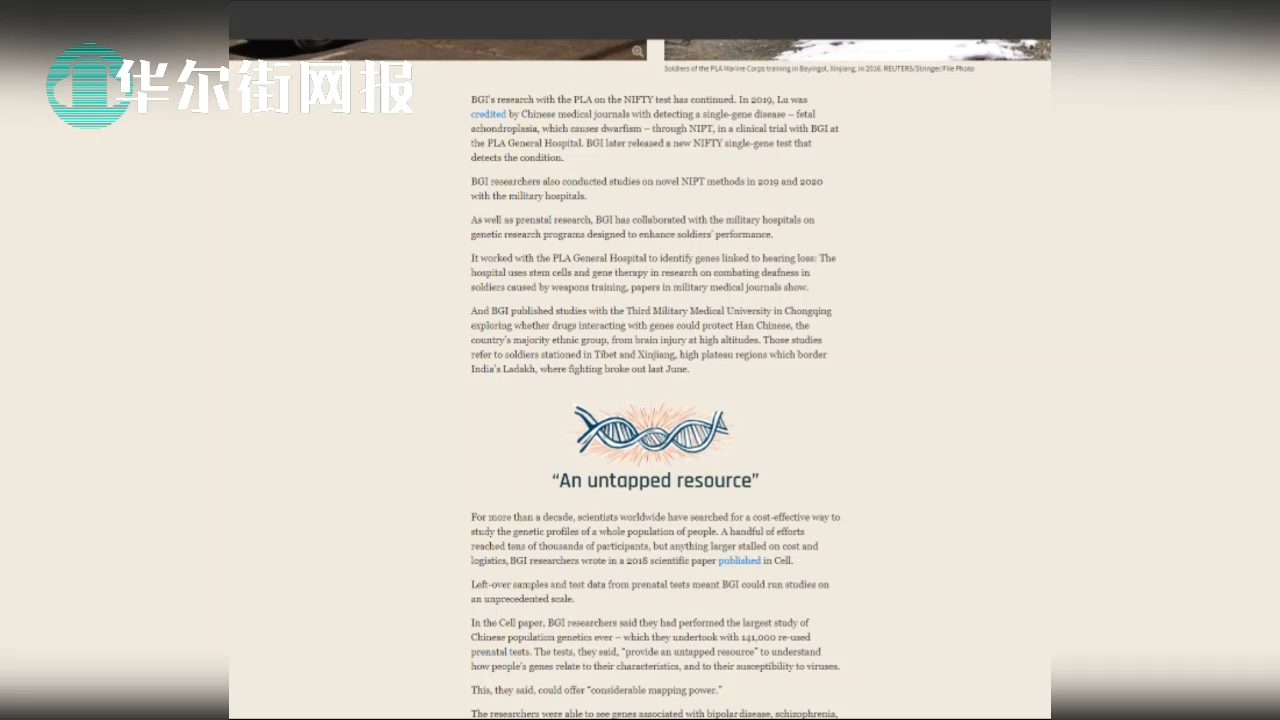 华尔街网报
Soldiers of the PLA Marine Corps training in Bayingol, Xinjiang, in 2016. REUTERS/Stringer/File Photo
BGI's research with the PLA on the NIFTY test has continued. In 2019, Lu was
credited by Chinese medical journals with detecting a single-gene disease – fetal
achondroplasia, which causes dwarfism – through NIPT, in a clinical trial with BGI at
the PLA General Hospital. BGI later released a new NIFTY single-gene test that
detects the condition.
BGI researchers also conducted studies on novel NIPT methods in 2019 and 2020
with the military hospitals.
As well as prenatal research, BGI has collaborated with the military hospitals on
genetic research programs designed to enhance soldiers' performance.
It worked with the PLA General Hospital to identify genes linked to hearing loss: The
hospital uses stem cells and gene therapy in research on combating deafness in
soldiers caused by weapons training, papers in military medical journals show.
And BGI published studies with the Third Military Medical University in Chongqing
exploring whether drugs interacting with genes could protect Han Chinese, the
country's majority ethnic group, from brain injury at high altitudes. Those studies
refer to soldiers stationed in Tibet and Xinjiang, high plateau regions which border
India's Ladakh, where fighting broke out last June.
“An untapped resource”
For more than a decade, scientists worldwide have searched for a cost-effective way to
study the genetic profiles of a whole population of people. A handful of efforts
reached tens of thousands of participants, but anything larger stalled on cost and
logistics, BGI researchers wrote in a 2018 scientific paper published in Cell.
Left-over samples and test data from prenatal tests meant BGI could run studies on
an unprecedented scale.
In the Cell paper, BGI researchers said they had performed the largest study of
Chinese population genetics ever – which they undertook with 141,000 re-used
prenatal tests. The tests, they said, “provide an untapped resource” to understand
how people's genes relate to their characteristics, and to their susceptibility to viruses.
This, they said, could offer “considerable mapping power.”
The researchers were able to see genes associated with bipolar disease, schizophrenia,